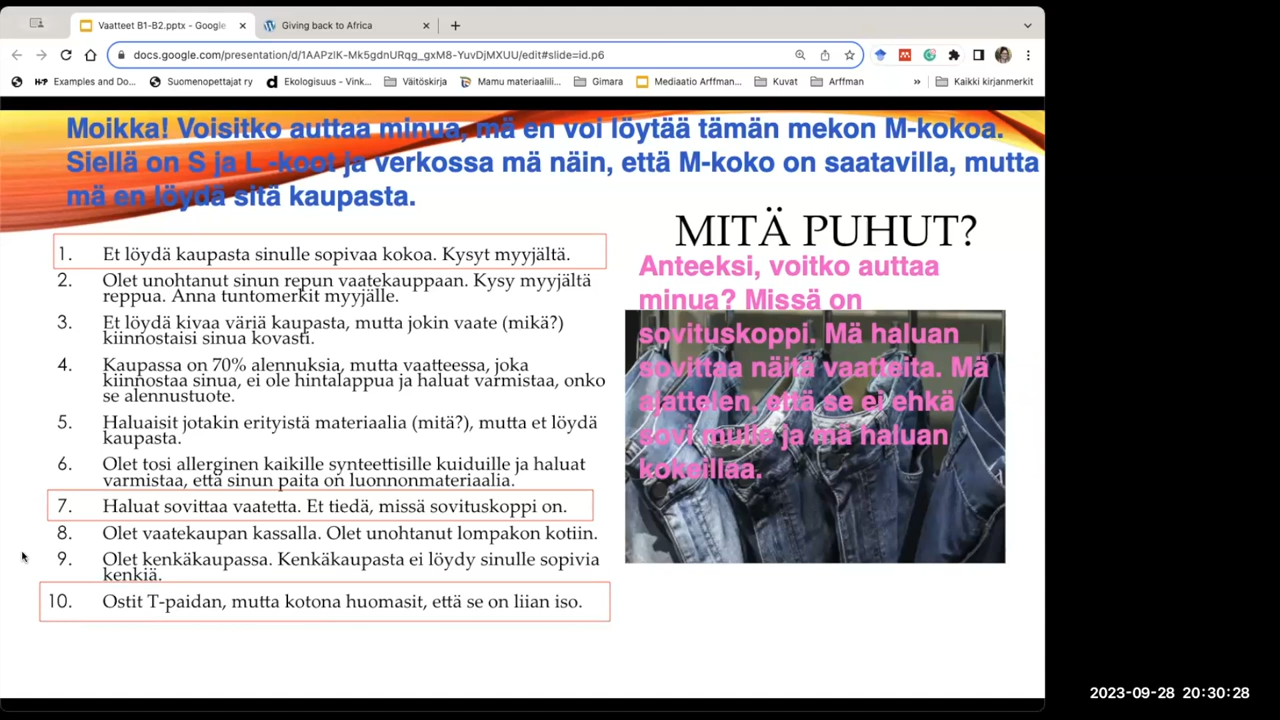 Vaatteet B1-B2.pptx - Google
Giving back to Africa
docs.google.com/presentation/d/1AAPzIK-Mk5gdnURqg_gxM8-YuvDjMXUU/edit#slide=id.p6
Examples and Do...
Suomenopettajat ry
Ekologisuus - Vink...
Väitöskirja
Mamu materiaalili...
Gimara
Mediaatio Arffman...
Kuvat
Arffman
»
Kaikki kirjanmerkit
Moikka! Voisitko auttaa minua, mä en voi löytää tämän mekon M-kokoa.
Siellä on S ja L -koot ja verkossa mä näin, että M-koko on saatavilla, mutta
mä en löydä sitä kaupasta.
MITÄ PUHUT?
1. Et löydä kaupasta sinulle sopivaa kokoa. Kysyt myyjältä.
2. Olet unohtanut sinun repun vaatekauppaan. Kysy myyjältä
reppua. Anna tuntomerkit myyjälle.
3. Et löydä kivaa väriä kaupasta, mutta jokin vaate (mikä?)
kiinnostaisi sinua kovasti.
4. Kaupassa on 70% alennuksia, mutta vaatteessa, joka
kiinnostaa sinua, ei ole hintalappua ja haluat varmistaa, onko
se alennustuote.
5. Haluaisit jotakin erityistä materiaalia (mitä?), mutta et löydä
kaupasta.
6. Olet tosi allerginen kaikille synteettisille kuiduille ja haluat
varmistaa, että sinun paita on luonnonmateriaalia.
7. Haluat sovittaa vaatetta. Et tiedä, missä sovituskoppi on.
8. Olet vaatekaupan kassalla. Olet unohtanut lompakon kotiin.
9. Olet kenkäkaupassa. Kenkäkaupasta ei löydy sinulle sopivia
kenkiä.
10. Ostit T-paidan, mutta kotona huomasit, että se on liian iso.
Anteeksi, voitko auttaa
minua? Missä on
sovituskoppi. Mä haluan
sovittaa näitä vaatteita. Mä
ajattelen, että se ei ehkä
sovi mulle ja mä haluan
kokeillaa.
2023-09-28 20:30:28